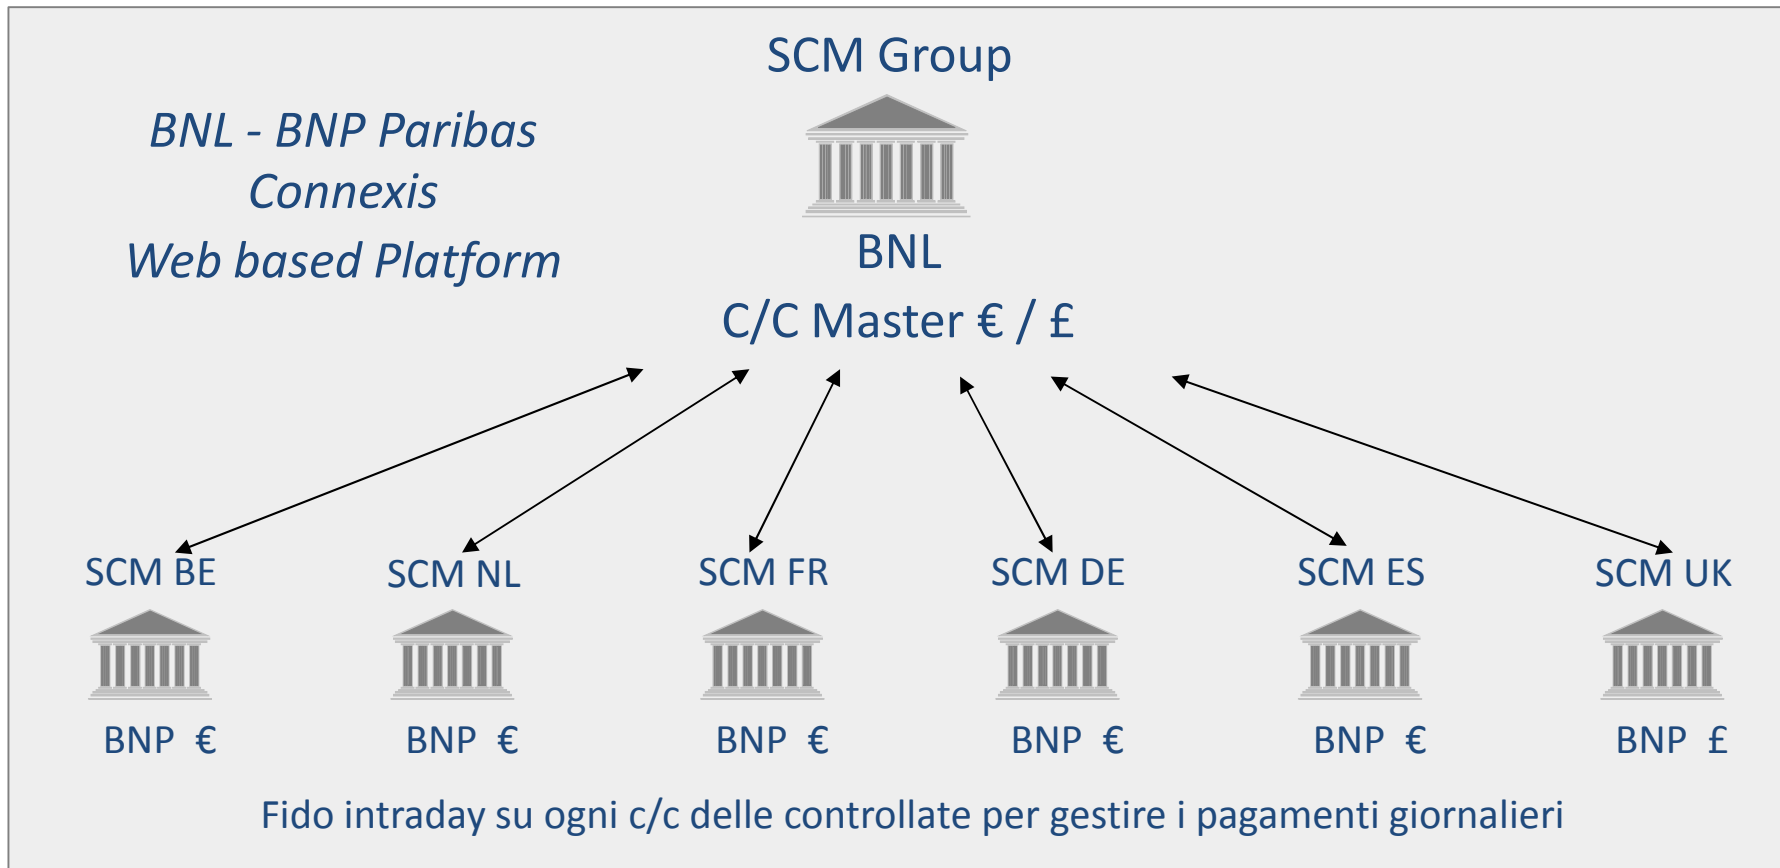 SCM Group
BNL - BNP Paribas
Connexis
Web based Platform
BNL
C/C Master € / £
SCM BE
SCM NL
SCM FR
SCM DE
SCM ES
SCM UK
BNP €
BNP €
BNP €
BNP €
BNP €
BNP £
Fido intraday su ogni c/c delle controllate per gestire i pagamenti giornalieri